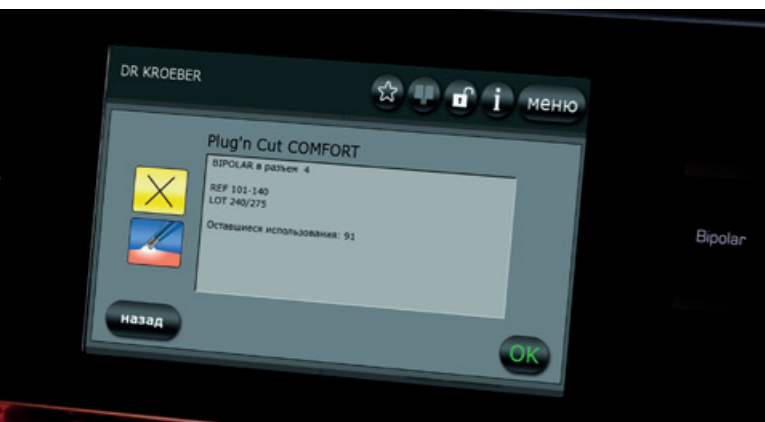 DR KROEBER
i
меню
Plug'n Cut COMFORT
BIPOLAR в разъем 4
REF 101-140
LOT 240/275
Оставшиеся использования: 91
Bipolar
назад
OK